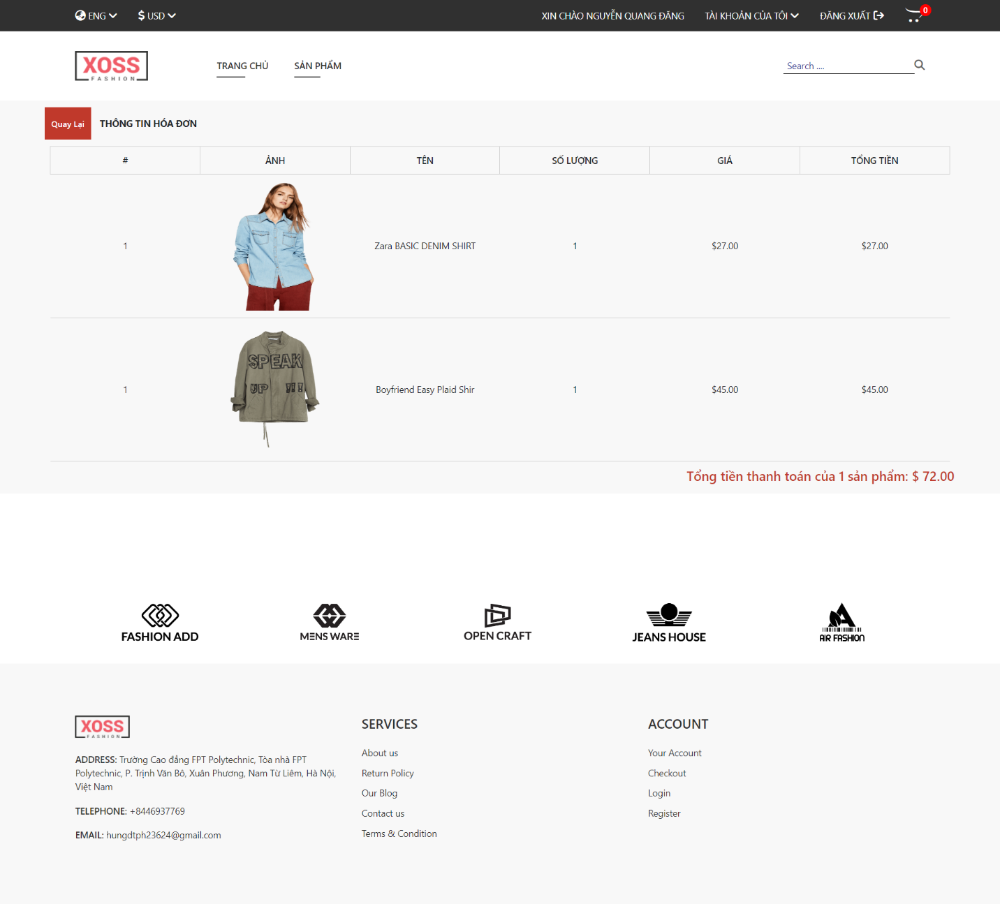 ENG USD XIN CHÀO NGUYỄN QUANG ĐĂNG TÀI KHOẢN CỦA TÔI ĐĂNG XUẤT 0
XOSS
FASHION
TRANG CHỦ SẢN PHẨM Search ....
Quay Lại THÔNG TIN HÓA ĐƠN
# ẢNH TÊN SỐ LƯỢNG GIÁ TỔNG TIỀN
1 Zara BASIC DENIM SHIRT 1 $27.00 $27.00
SPEAK
UP !!!
1 Boyfriend Easy Plaid Shir 1 $45.00 $45.00
Tổng tiền thanh toán của 1 sản phẩm: $ 72.00
FASHION ADD MENS WARE OPEN CRAFT JEANS HOUSE AIR FASHION
XOSS
FASHION
ADDRESS: Trường Cao đẳng FPT Polytechnic, Tòa nhà FPT
Polytechnic, P. Trịnh Văn Bô, Xuân Phương, Nam Từ Liêm, Hà Nội,
Việt Nam
TELEPHONE: +8446937769
EMAIL: hungdtph23624@gmail.com
SERVICES
About us
Return Policy
Our Blog
Contact us
Terms & Condition
ACCOUNT
Your Account
Checkout
Login
Register